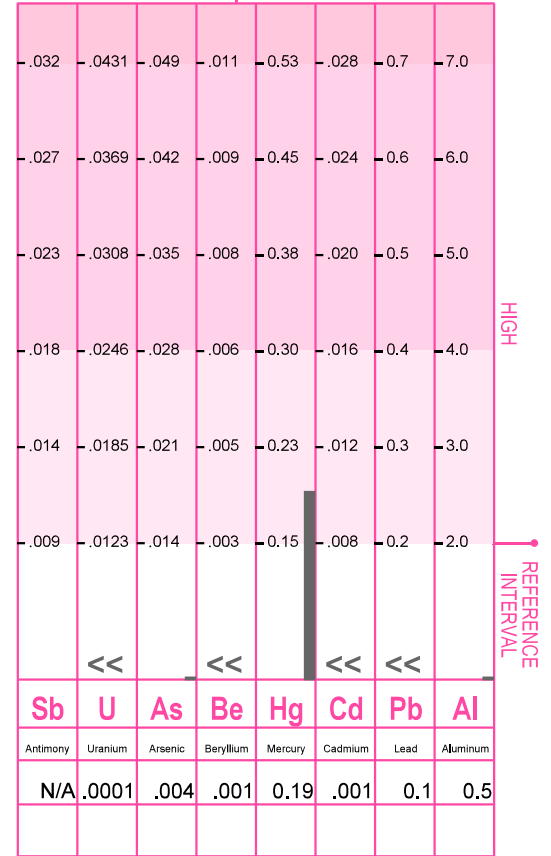 .032 .0431 .049 .011 0.53 .028 0.7 7.0
.027 .0369 .042 .009 0.45 .024 0.6 6.0
.023 .0308 .035 .008 0.38 .020 0.5 5.0
HIGH
.018 .0246 .028 .006 0.30 .016 0.4 4.0
.014 .0185 .021 .005 0.23 .012 0.3 3.0
.009 .0123 .014 .003 0.15 .008 0.2 2.0
REFERENCE
INTERVAL
<< << << <<
Sb U As Be Hg Cd Pb Al
Antimony Uranium Arsenic Beryllium Mercury Cadmium Lead Aluminum
N/A .0001 .004 .001 0.19 .001 0.1 0.5